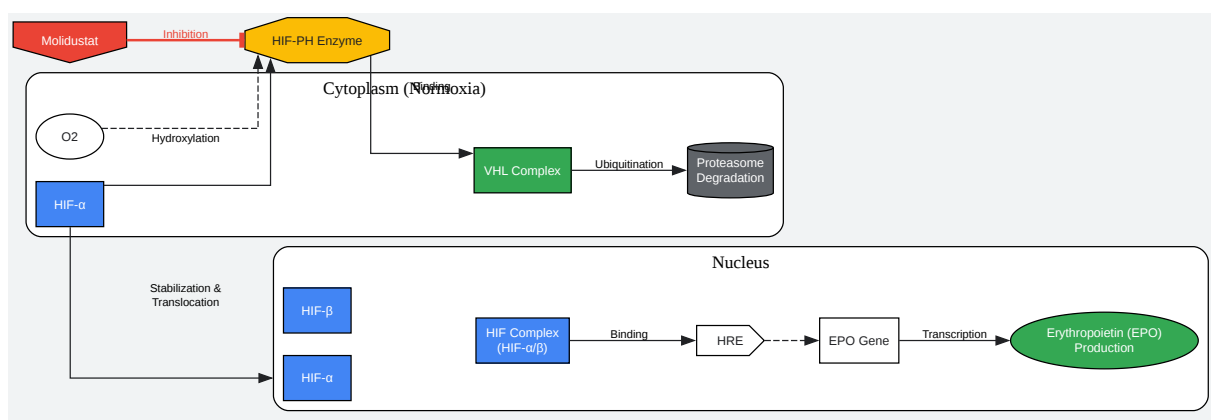 Molidustat
Inhibition
HIF-PH Enzyme
Cytoplasm (Normoxia)
Binding
O2
Hydroxylation
HIF-α
VHL Complex
Ubiquitination
Proteasome
Degradation
Stabilization &
Translocation
Nucleus
HIF-β
HIF-α
HIF Complex
(HIF-α/β)
Binding
HRE
EPO Gene
Transcription
Erythropoietin (EPO)
Production